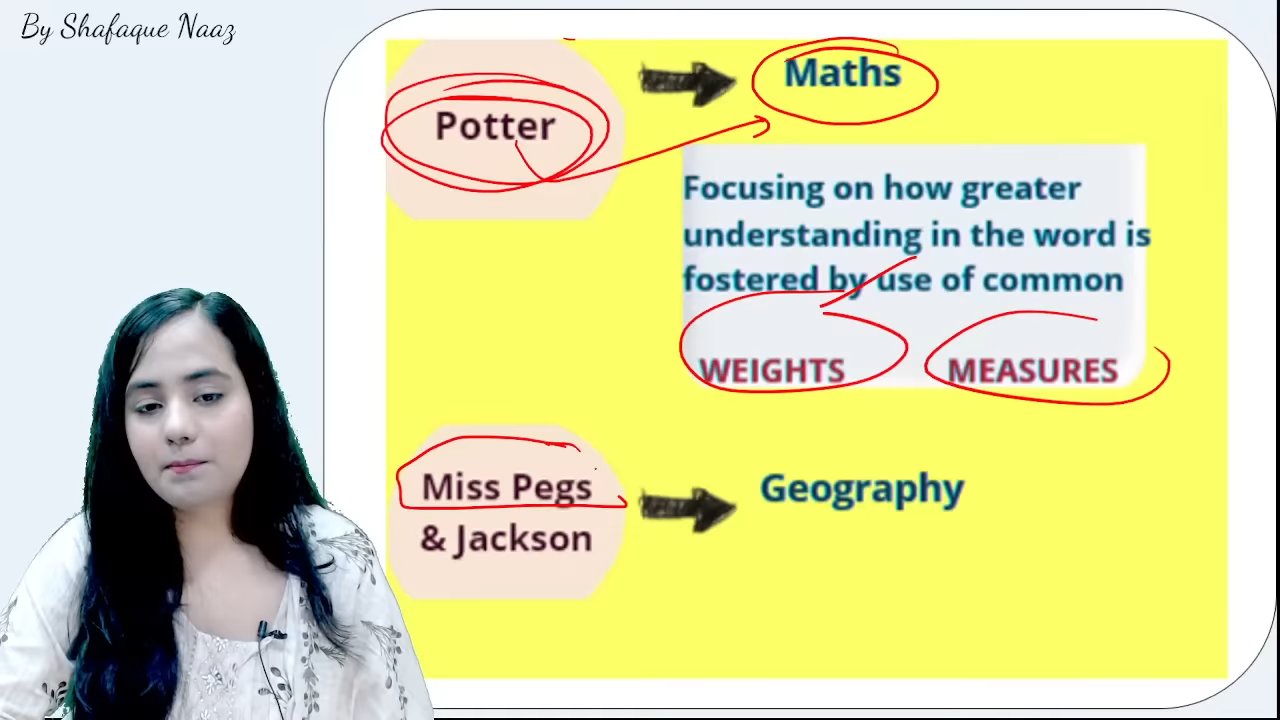 By Shafaque Naaz
Potter
Maths
Focusing on how greater
understanding in the word is
fostered by use of common
WEIGHTS MEASURES
Miss Pegs
& Jackson
Geography